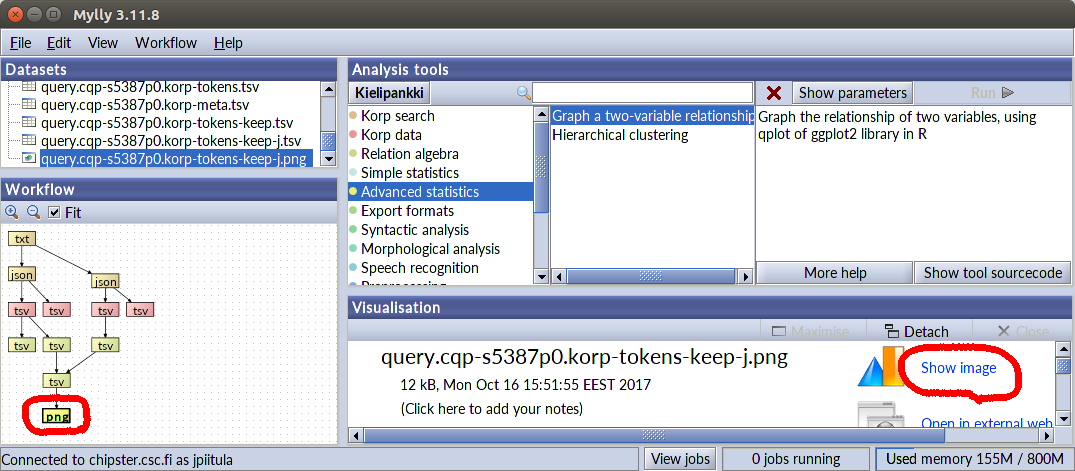 Mylly 3.11.8
File Edit View Workflow Help
Datasets
query.cqp-s5387p0.korp-tokens.tsv
query.cqp-s5387p0.korp-meta.tsv
query.cqp-s5387p0.korp-tokens-keep.tsv
query.cqp-s5387p0.korp-tokens-keep-j.tsv
query.cqp-s5387p0.korp-tokens-keep-j.png
Workflow
Fit
txt
json
json
tsv tsv tsv tsv
tsv tsv tsv
tsv
png
Analysis tools
Kielipankki
Show parameters
Run
Korp search
Korp data
Relation algebra
Simple statistics
Advanced statistics
Export formats
Syntactic analysis
Morphological analysis
Speech recognition
Preprocessing
Graph a two-variable relationship
Hierarchical clustering
Graph the relationship of two variables, using
qplot of ggplot2 library in R
More help
Show tool sourcecode
Visualisation
Maximise
Detach
Close
query.cqp-s5387p0.korp-tokens-keep-j.png
12 kB, Mon Oct 16 15:51:55 EEST 2017
(Click here to add your notes)
Show image
Open in external web
Connected to chipster.csc.fi as jpiitula
View jobs
0 jobs running
Used memory 155M / 800M